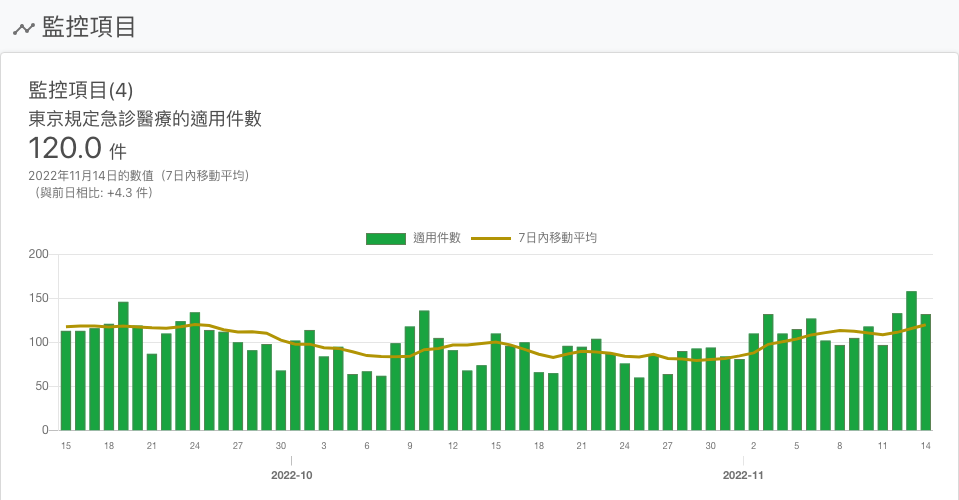 監控項目
監控項目(4)
東京規定急診醫療的適用件數
120.0 件
2022年11月14日的數值（7日內移動平均）
（與前日相比: +4.3 件）
適用件數 7日內移動平均
200
150
100
50
0
15 18 21 24 27 30 3 6 9 12 15 18 21 24 27 30 2 5 8 11 14
2022-10 2022-11